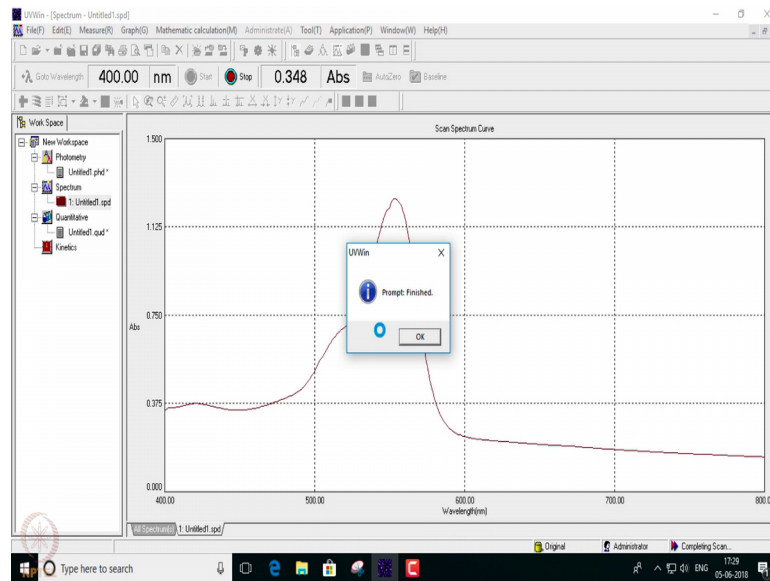 UVWin - [Spectrum - Untitled1.spd]
File(F) Edit(E) Measure(R) Graph(G) Mathematic calculation(M) Administrate(A) Tool(T) Application(P) Window(W) Help(H)
Goto Wavelength 400.00 nm Start Stop 0.348 Abs AutoZero Baseline
Work Space
New Workspace
Photometry
Untitled1.phd *
Spectrum
1: Untitled1.spd
Quantitative
Untitled1.qud *
Kinetics
Scan Spectrum Curve
1.500
1.125
0.750
0.375
0.000
Abs
400.00 500.00 600.00 700.00 800.0
Wavelength(nm)
UVWin X
Prompt: Finished.
OK
All Spectrum(s) 1: Untitled1.spd
Original Administrator Completing Scan...
Type here to search
ENG
17:29
05-06-2018